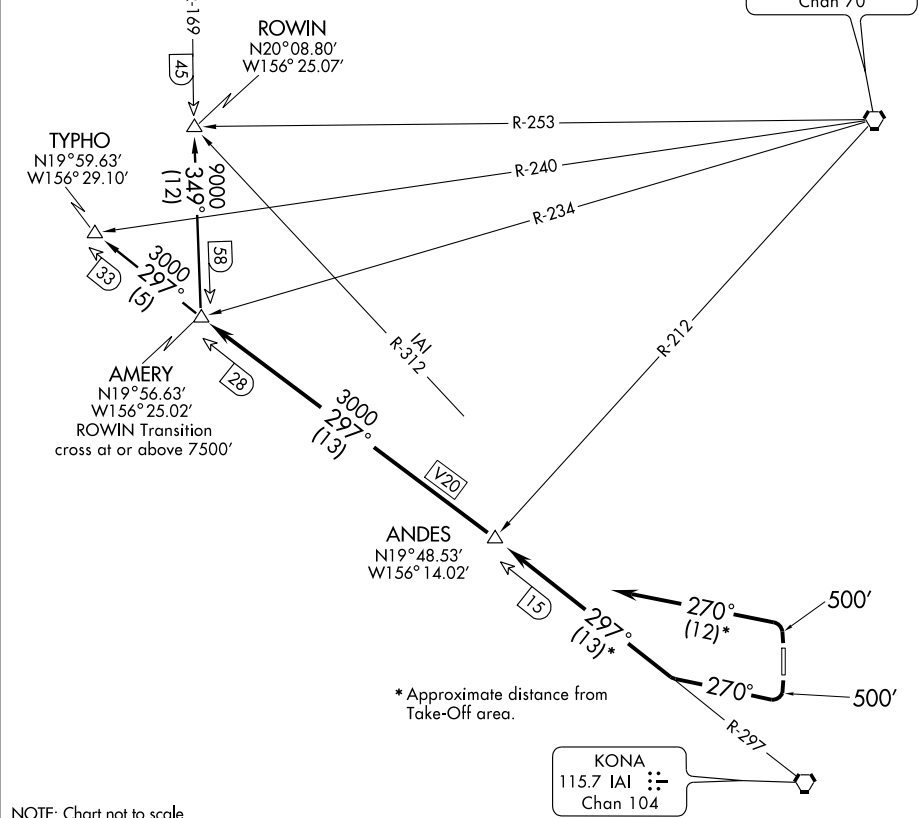 Chan 70
-169
45
ROWIN
N20°08.80'
W156°25.07'
R-253
TYPHO
N19°59.63'
W156°29.10'
R-240
9000
349°
(12)
R-234
58
3000
297°
(5)
33
R-212
IAI
R-312
AMERY
N19°56.63'
W156°25.02'
ROWIN Transition
cross at or above 7500'
28
3000
297°
(13)
V20
ANDES
N19°48.53'
W156°14.02'
15
297°
(13)*
270°
(12)*
500'
270°
500'
* Approximate distance from
Take-Off area.
R-297
KONA
115.7 IAI
Chan 104
NOTE: Chart not to scale